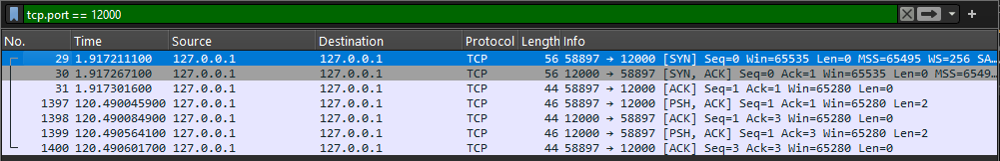 tcp.port == 12000
No. Time Source Destination Protocol Length Info
29 1.917211100 127.0.0.1 127.0.0.1 TCP 56 58897 → 12000 [SYN] Seq=0 Win=65535 Len=0 MSS=65495 WS=256 SA…
30 1.917267100 127.0.0.1 127.0.0.1 TCP 56 12000 → 58897 [SYN, ACK] Seq=0 Ack=1 Win=65535 Len=0 MSS=6549…
31 1.917301600 127.0.0.1 127.0.0.1 TCP 44 58897 → 12000 [ACK] Seq=1 Ack=1 Win=65280 Len=0
1397 120.490045900 127.0.0.1 127.0.0.1 TCP 46 58897 → 12000 [PSH, ACK] Seq=1 Ack=1 Win=65280 Len=2
1398 120.490084900 127.0.0.1 127.0.0.1 TCP 44 12000 → 58897 [ACK] Seq=1 Ack=3 Win=65280 Len=0
1399 120.490564100 127.0.0.1 127.0.0.1 TCP 46 12000 → 58897 [PSH, ACK] Seq=1 Ack=3 Win=65280 Len=2
1400 120.490601700 127.0.0.1 127.0.0.1 TCP 44 58897 → 12000 [ACK] Seq=3 Ack=3 Win=65280 Len=0